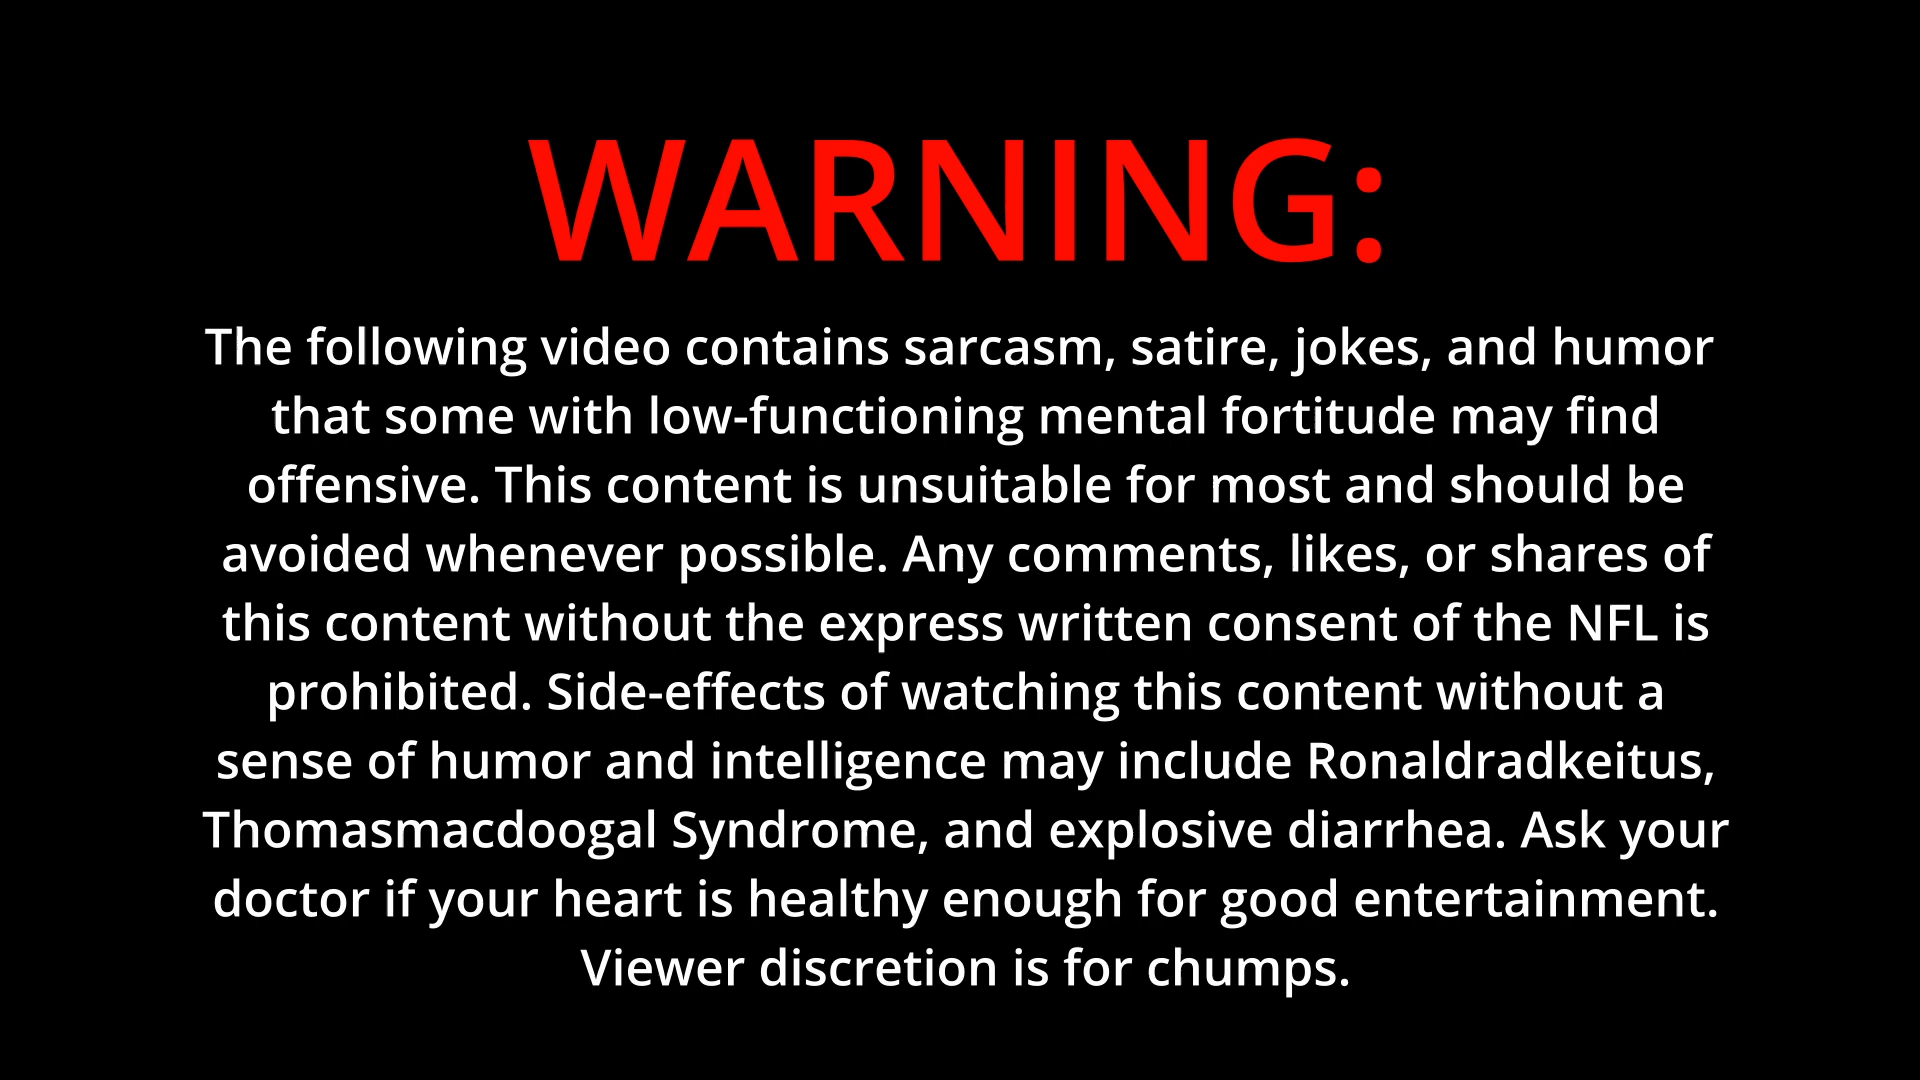 WARNING:
The following video contains sarcasm, satire, jokes, and humor
that some with low-functioning mental fortitude may find
offensive. This content is unsuitable for most and should be
avoided whenever possible. Any comments, likes, or shares of
this content without the express written consent of the NFL is
prohibited. Side-effects of watching this content without a
sense of humor and intelligence may include Ronaldradkeitus,
Thomasmacdoogal Syndrome, and explosive diarrhea. Ask your
doctor if your heart is healthy enough for good entertainment.
Viewer discretion is for chumps.